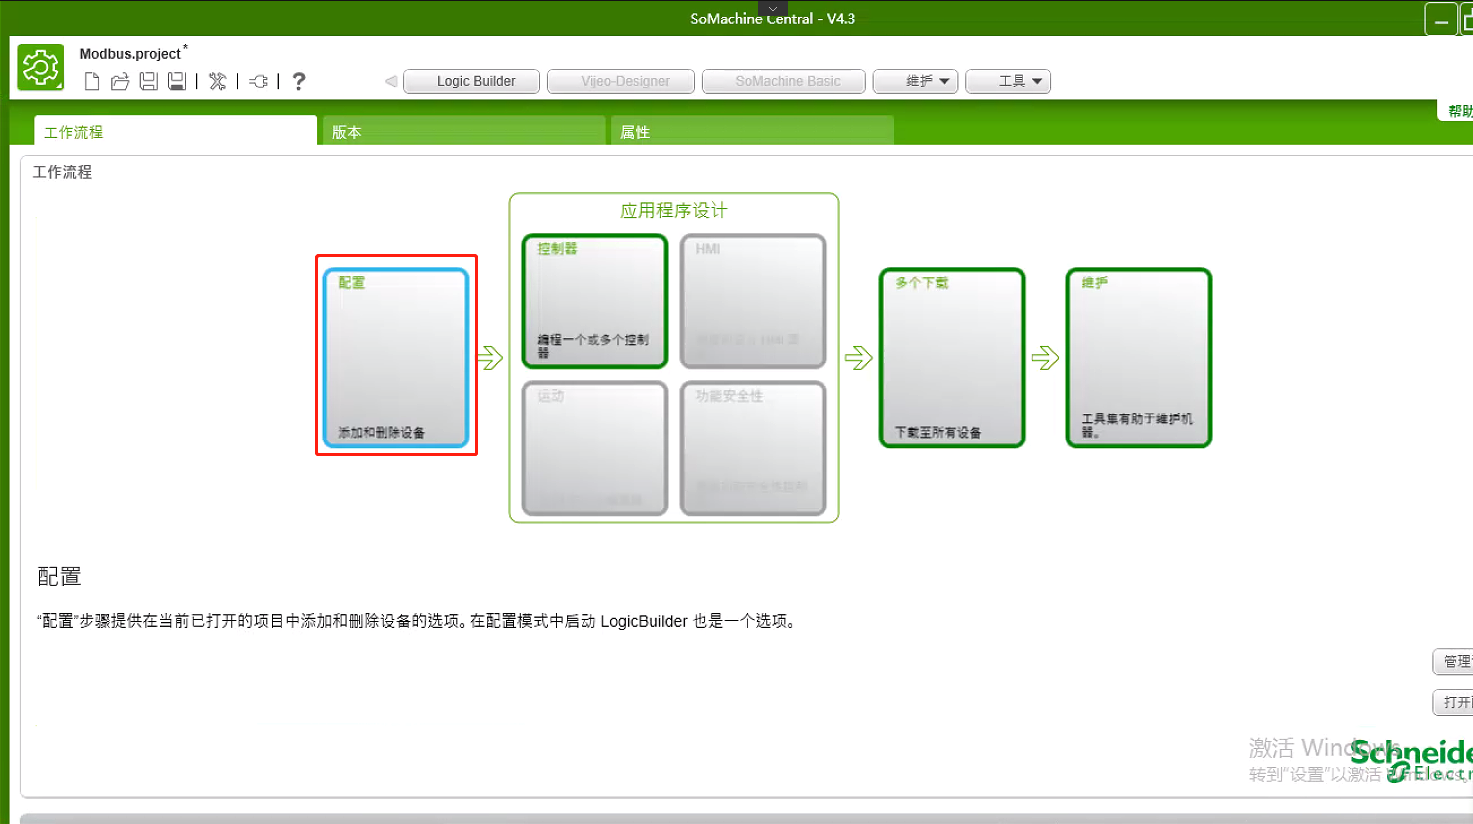 SoMachine Central - V4.3
Modbus.project*
Logic Builder
Vijeo-Designer
SoMachine Basic
维护
工具
帮助
工作流程
版本
属性
工作流程
应用程序设计
配置
添加和删除设备
控制器
编程一个或多个控制
器
HMI
运动
功能安全性
多个下载
下载至所有设备
维护
工具集有助于维护机
器。
配置
“配置”步骤提供在当前已打开的项目中添加和删除设备的选项。在配置模式中启动 LogicBuilder 也是一个选项。
管理
打开
激活 Windows
转到“设置”以激活 Windows。
Schneide
Electr